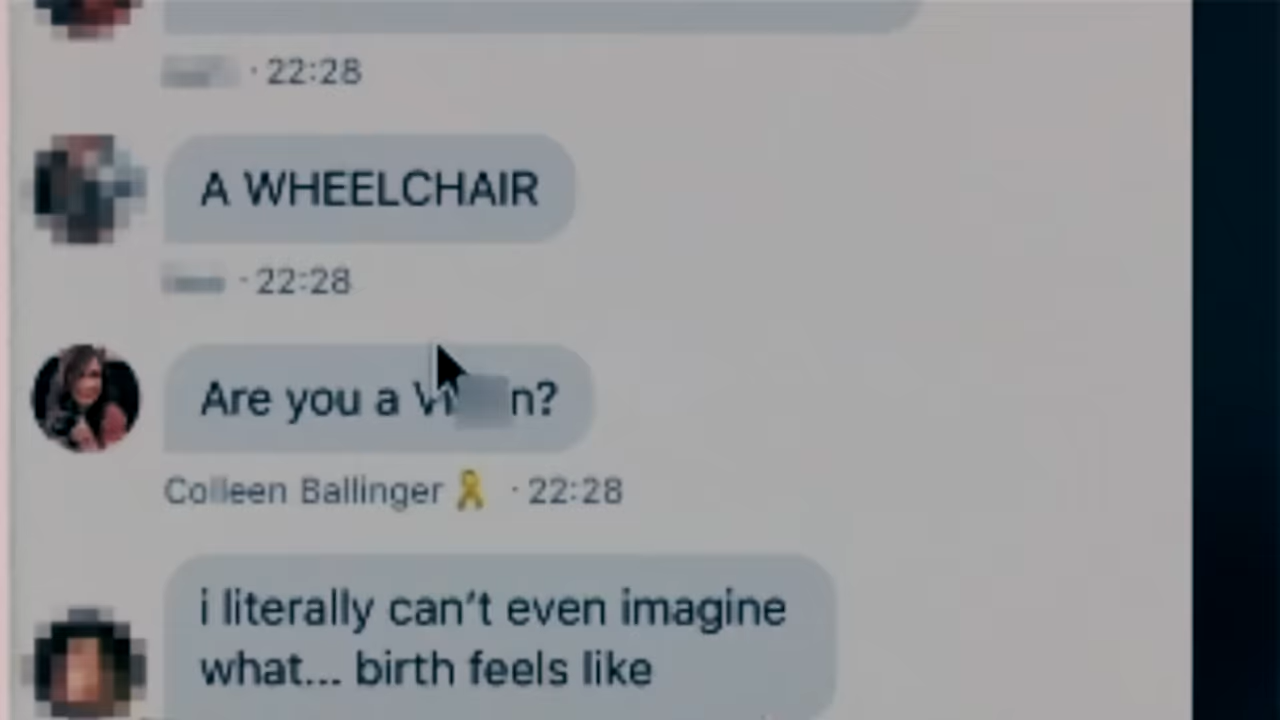 · 22:28
A WHEELCHAIR
· 22:28
Are you a
Colleen Ballinger 🎗 · 22:28
i literally can't even imagine
what... birth feels like